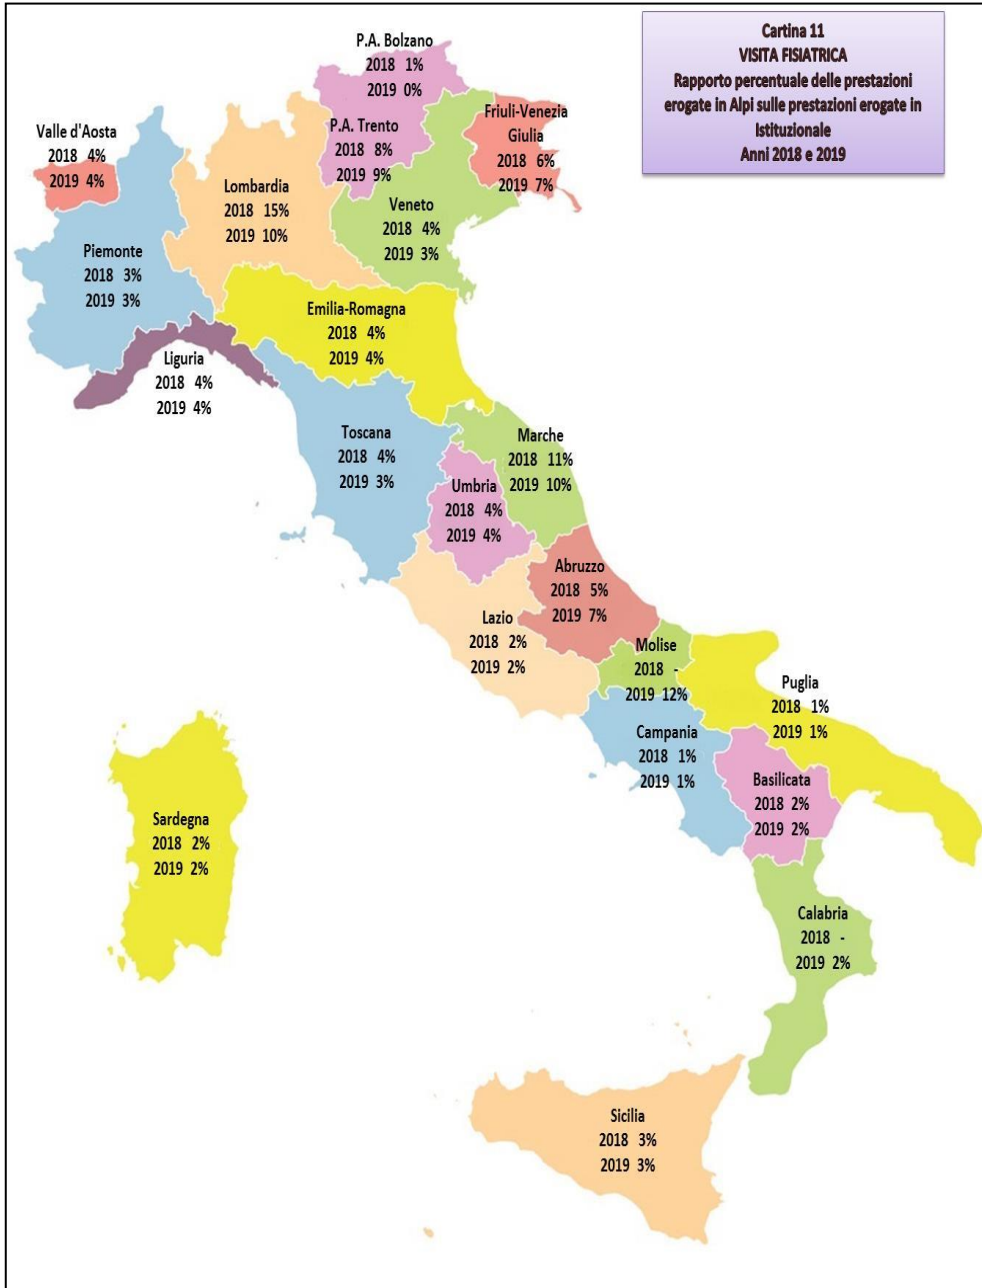 Cartina 11
VISITA FISIATRICA
Rapporto percentuale delle prestazioni
erogate in Alpi sulle prestazioni erogate in
Istituzionale
Anni 2018 e 2019
P.A. Bolzano
2018 1%
2019 0%
P.A. Trento
2018 8%
2019 9%
Friuli-Venezia
Giulia
2018 6%
2019 7%
Valle d'Aosta
2018 4%
2019 4%
Lombardia
2018 15%
2019 10%
Veneto
2018 4%
2019 3%
Piemonte
2018 3%
2019 3%
Emilia-Romagna
2018 4%
2019 4%
Liguria
2018 4%
2019 4%
Toscana
2018 4%
2019 3%
Marche
2018 11%
2019 10%
Umbria
2018 4%
2019 4%
Abruzzo
2018 5%
2019 7%
Lazio
2018 2%
2019 2%
Molise
2018 -
2019 12%
Puglia
2018 1%
2019 1%
Campania
2018 1%
2019 1%
Basilicata
2018 2%
2019 2%
Sardegna
2018 2%
2019 2%
Calabria
2018 -
2019 2%
Sicilia
2018 3%
2019 3%